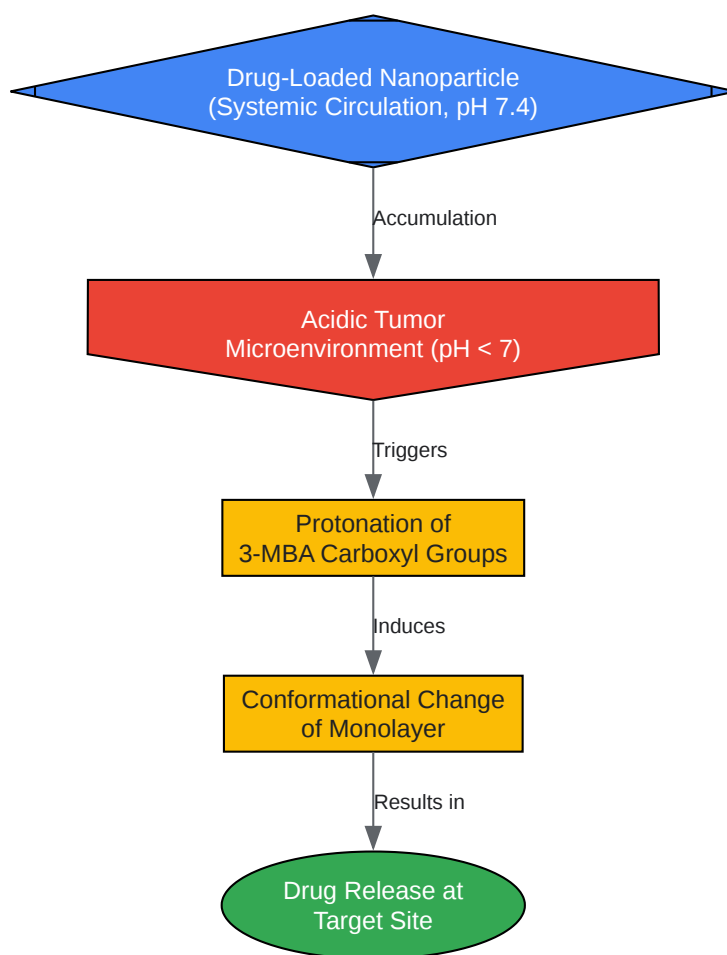 Drug-Loaded Nanoparticle
(Systemic Circulation, pH 7.4)
Accumulation
Acidic Tumor
Microenvironment (pH < 7)
Triggers
Protonation of
3-MBA Carboxyl Groups
Induces
Conformational Change
of Monolayer
Results in
Drug Release at
Target Site